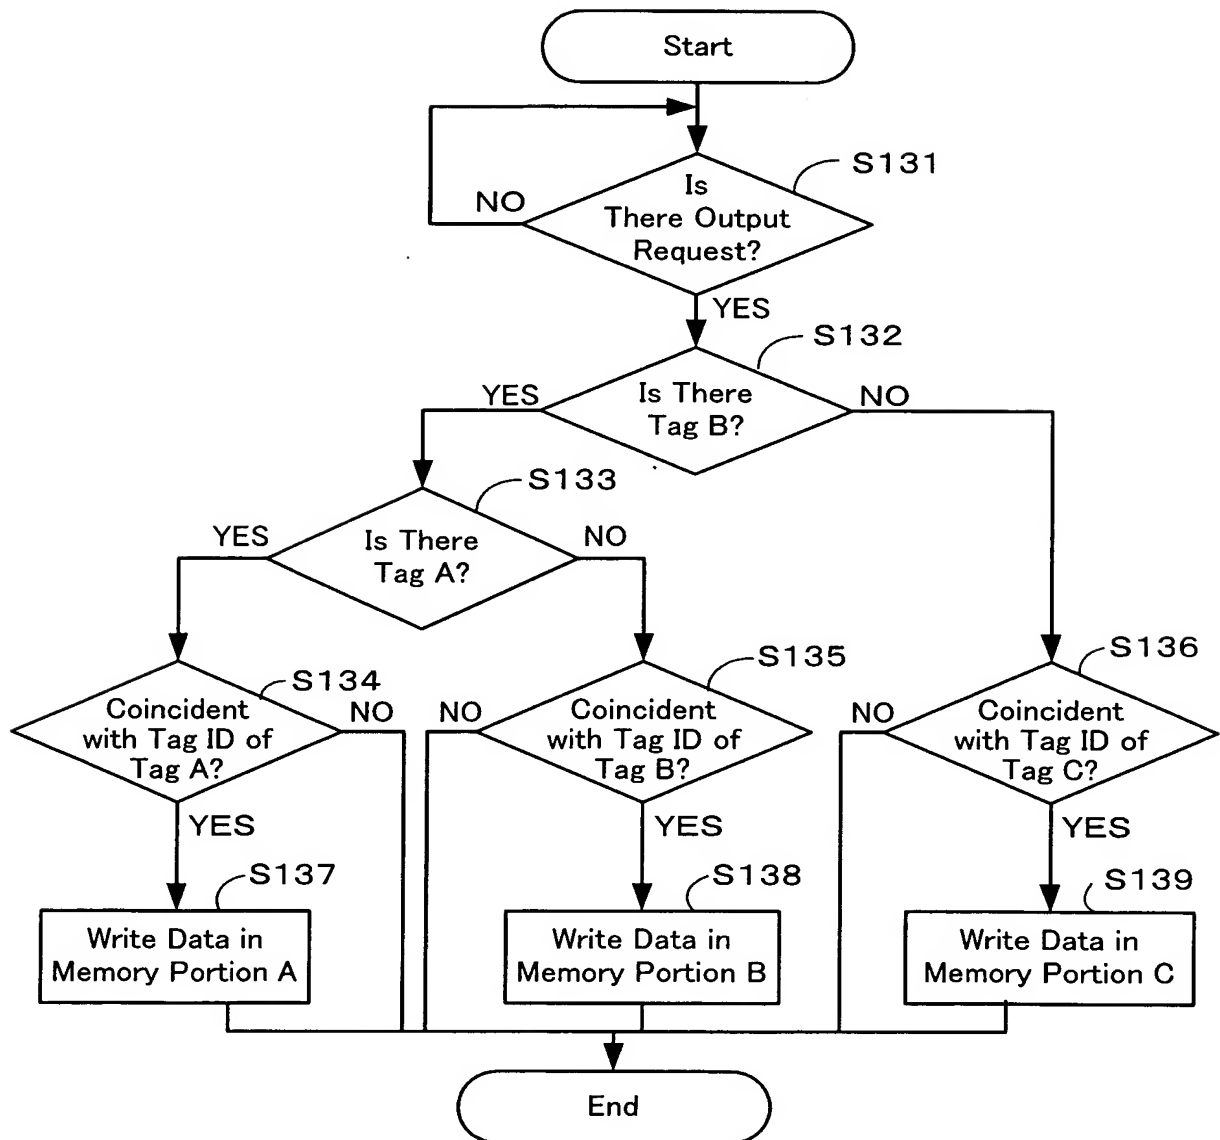 Start
S131
NO
Is
There Output
Request?
YES
S132
YES
Is There
Tag B?
NO
S133
YES
Is There
Tag A?
NO
S134
Coincident
with Tag ID of
Tag A?
NO
S135
NO
Coincident
with Tag ID of
Tag B?
S136
NO
Coincident
with Tag ID of
Tag C?
YES
YES
YES
S137
Write Data in
Memory Portion A
S138
Write Data in
Memory Portion B
S139
Write Data in
Memory Portion C
End